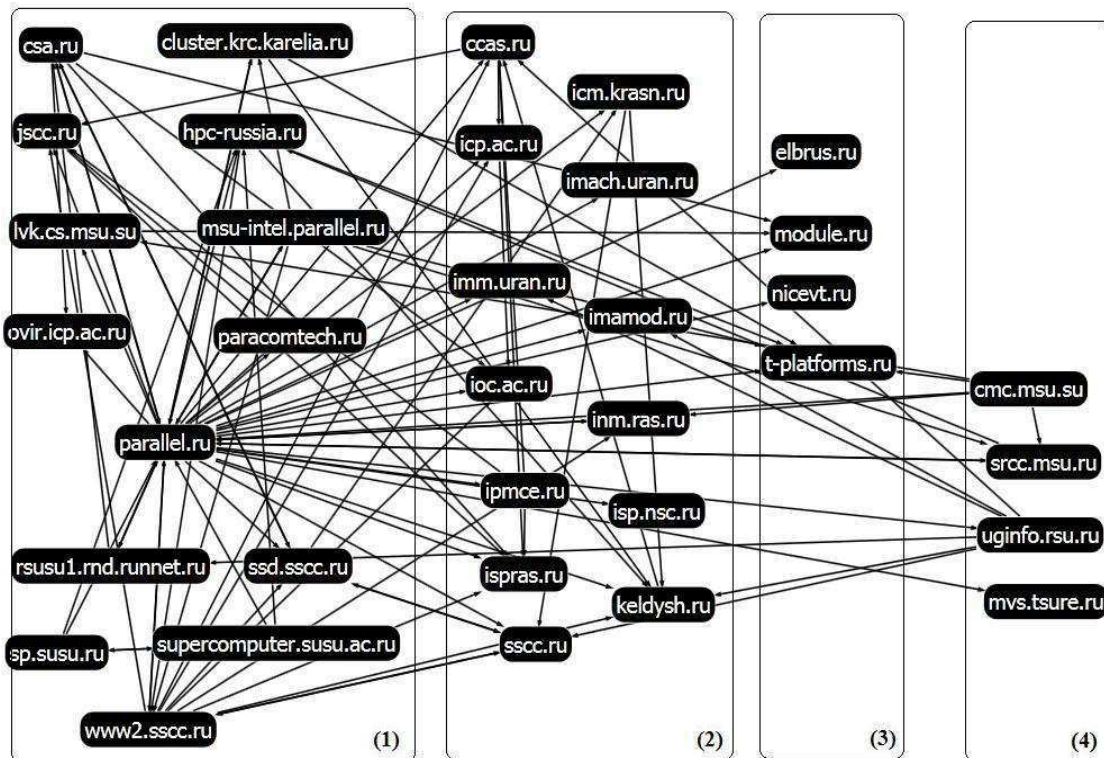 csa.ru
cluster.krc.karelia.ru
jscc.ru
hpc-russia.ru
lvk.cs.msu.su
msu-intel.parallel.ru
ovir.icp.ac.ru
paracomtech.ru
parallel.ru
rsusu1.rnd.runnet.ru
ssd.sscc.ru
sp.susu.ru
supercomputer.susu.ac.ru
www2.sscc.ru
(1)
ccas.ru
icm.krasn.ru
icp.ac.ru
imach.uran.ru
imm.uran.ru
imamod.ru
ioc.ac.ru
inm.ras.ru
ipmce.ru
isp.nsc.ru
ispras.ru
keldysh.ru
sscc.ru
(2)
elbrus.ru
module.ru
nicevt.ru
t-platforms.ru
(3)
cmc.msu.su
srcc.msu.ru
uginfo.rsu.ru
mvs.tsure.ru
(4)